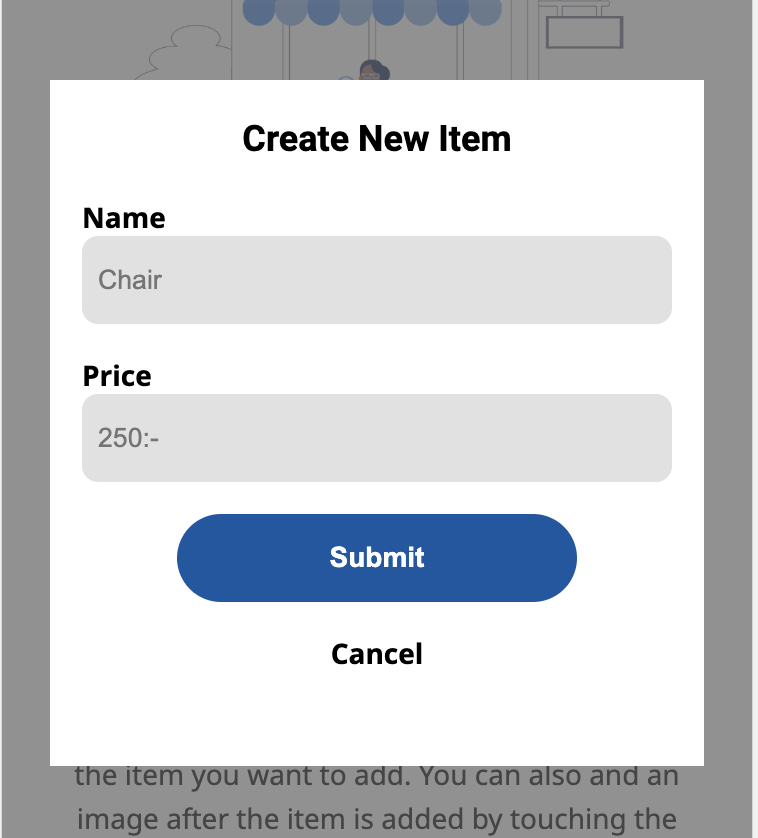 Create New Item
Name
Chair
Price
250:-
Submit
Cancel
the item you want to add. You can also and an
image after the item is added by touching the